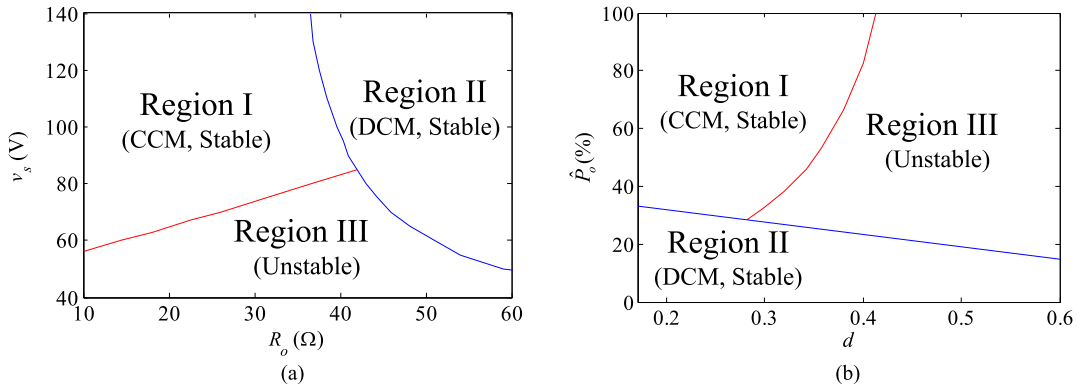 140
120
100
80
60
40
v_s (V)
Region I
(CCM, Stable)
Region II
(DCM, Stable)
Region III
(Unstable)
10 20 30 40 50 60
R_o (Ω)
(a)
100
80
60
40
20
0
P̂_o(%)
Region I
(CCM, Stable)
Region III
(Unstable)
Region II
(DCM, Stable)
0.2 0.3 0.4 0.5 0.6
d
(b)